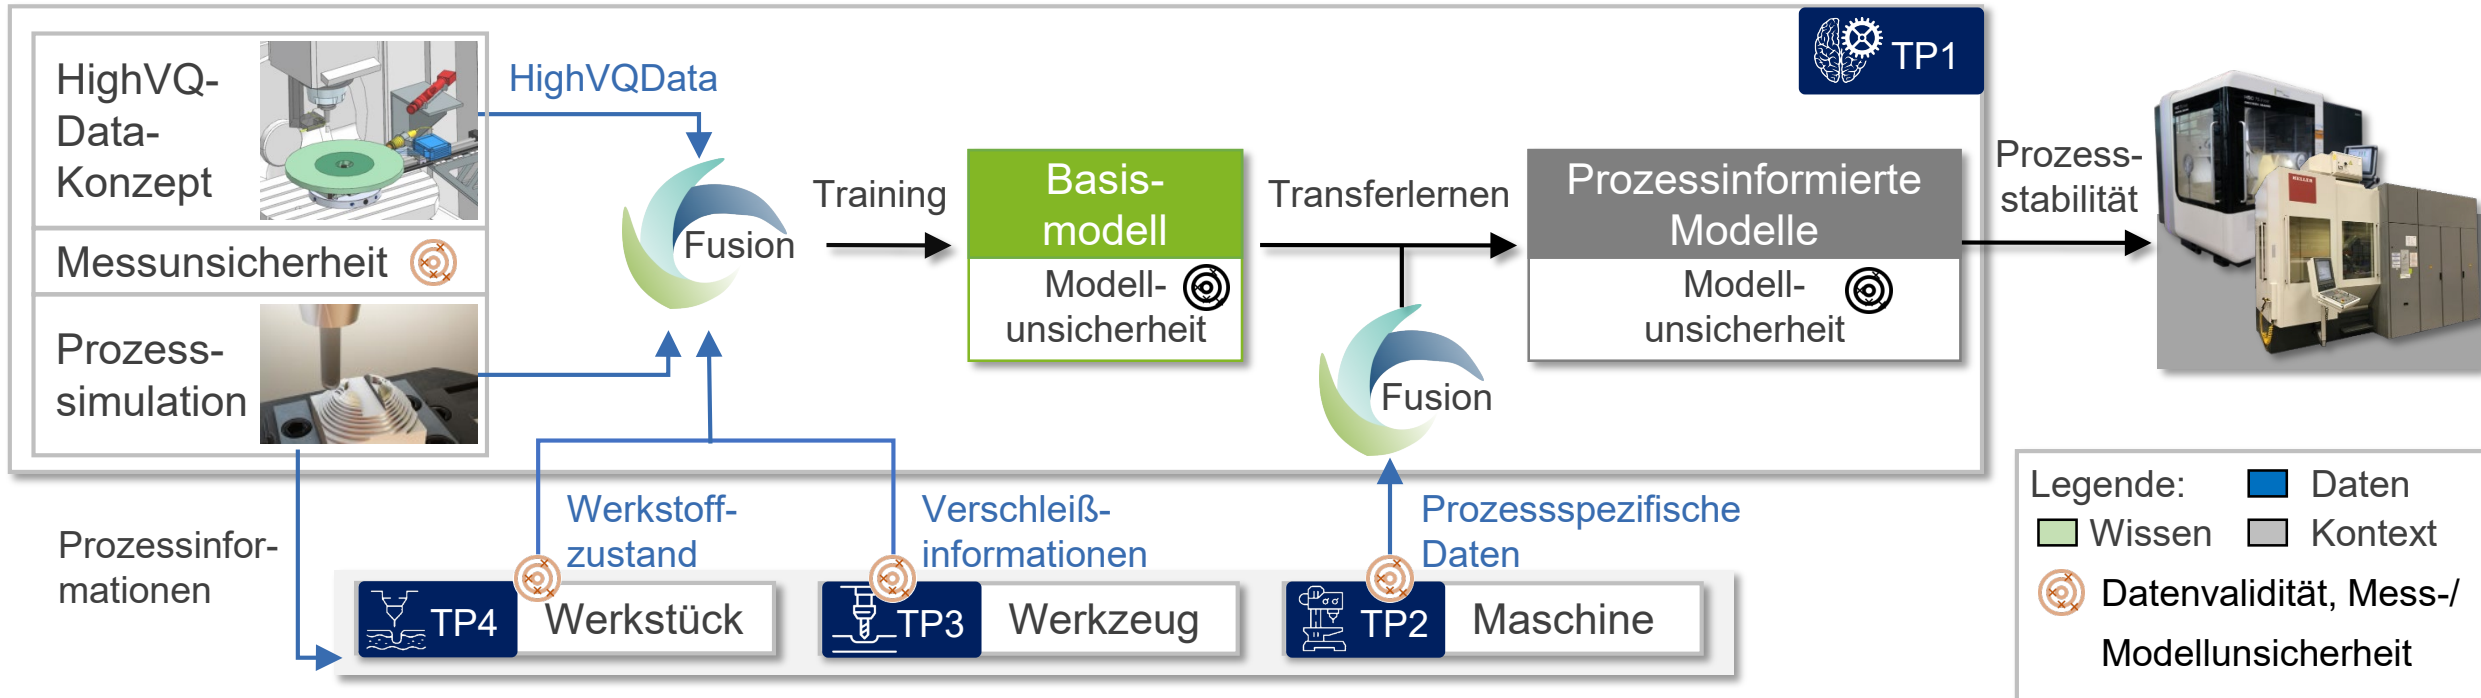 TP1
HighVQ-
Data-
Konzept
HighVQData
Messunsicherheit
Prozess-
simulation
Fusion
Training
Basis-
modell
Modell-
unsicherheit
Transferlernen
Fusion
Prozessinformierte
Modelle
Modell-
unsicherheit
Prozess-
stabilität
Prozessinfor-
mationen
Werkstoff-
zustand
Verschleiß-
informationen
Prozessspezifische
Daten
TP4
Werkstück
TP3
Werkzeug
TP2
Maschine
Legende:
Daten
Wissen
Kontext
Datenvalidität, Mess-/
Modellunsicherheit